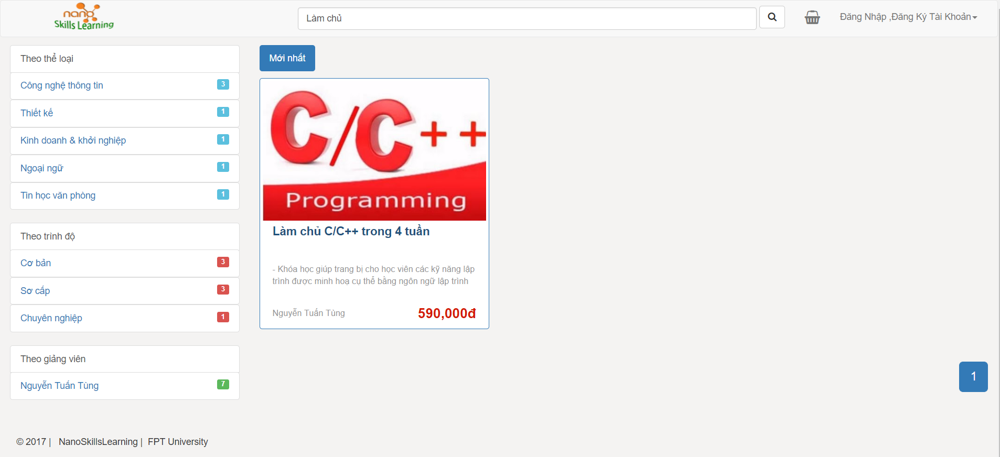 nano
Skills Learning
Làm chủ
Đăng Nhập ,Đăng Ký Tài Khoản
Theo thể loại
Công nghệ thông tin 3
Thiết kế 1
Kinh doanh & khởi nghiệp 1
Ngoại ngữ 1
Tin học văn phòng 1
Theo trình độ
Cơ bản 3
Sơ cấp 3
Chuyên nghiệp 1
Theo giảng viên
Nguyễn Tuấn Tùng 7
Mới nhất
C/C++
Programming
Làm chủ C/C++ trong 4 tuần
- Khóa học giúp trang bị cho học viên các kỹ năng lập
trình được minh hoạ cụ thể bằng ngôn ngữ lập trình
Nguyễn Tuấn Tùng 590,000đ
1
© 2017 | NanoSkillsLearning | FPT University